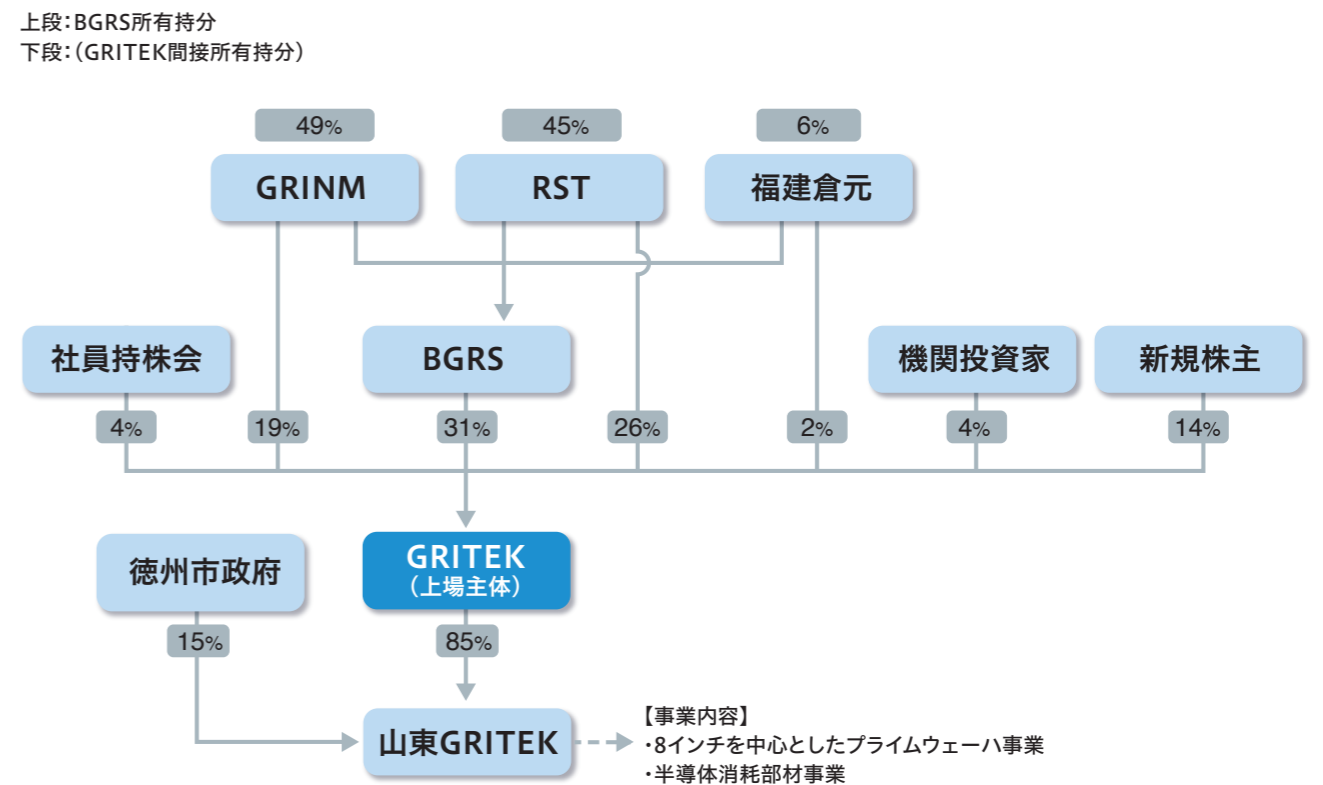 上段：BGRS所有持分
下段：（GRITEK間接所有持分）
49%
45%
6%
GRINM
RST
福建倉元
社員持株会
BGRS
機関投資家
新規株主
4%
19%
31%
26%
2%
4%
14%
徳州市政府
GRITEK
（上場主体）
15%
85%
山東GRITEK
【事業内容】
・8インチを中心としたプライムウェーハ事業
・半導体消耗部材事業